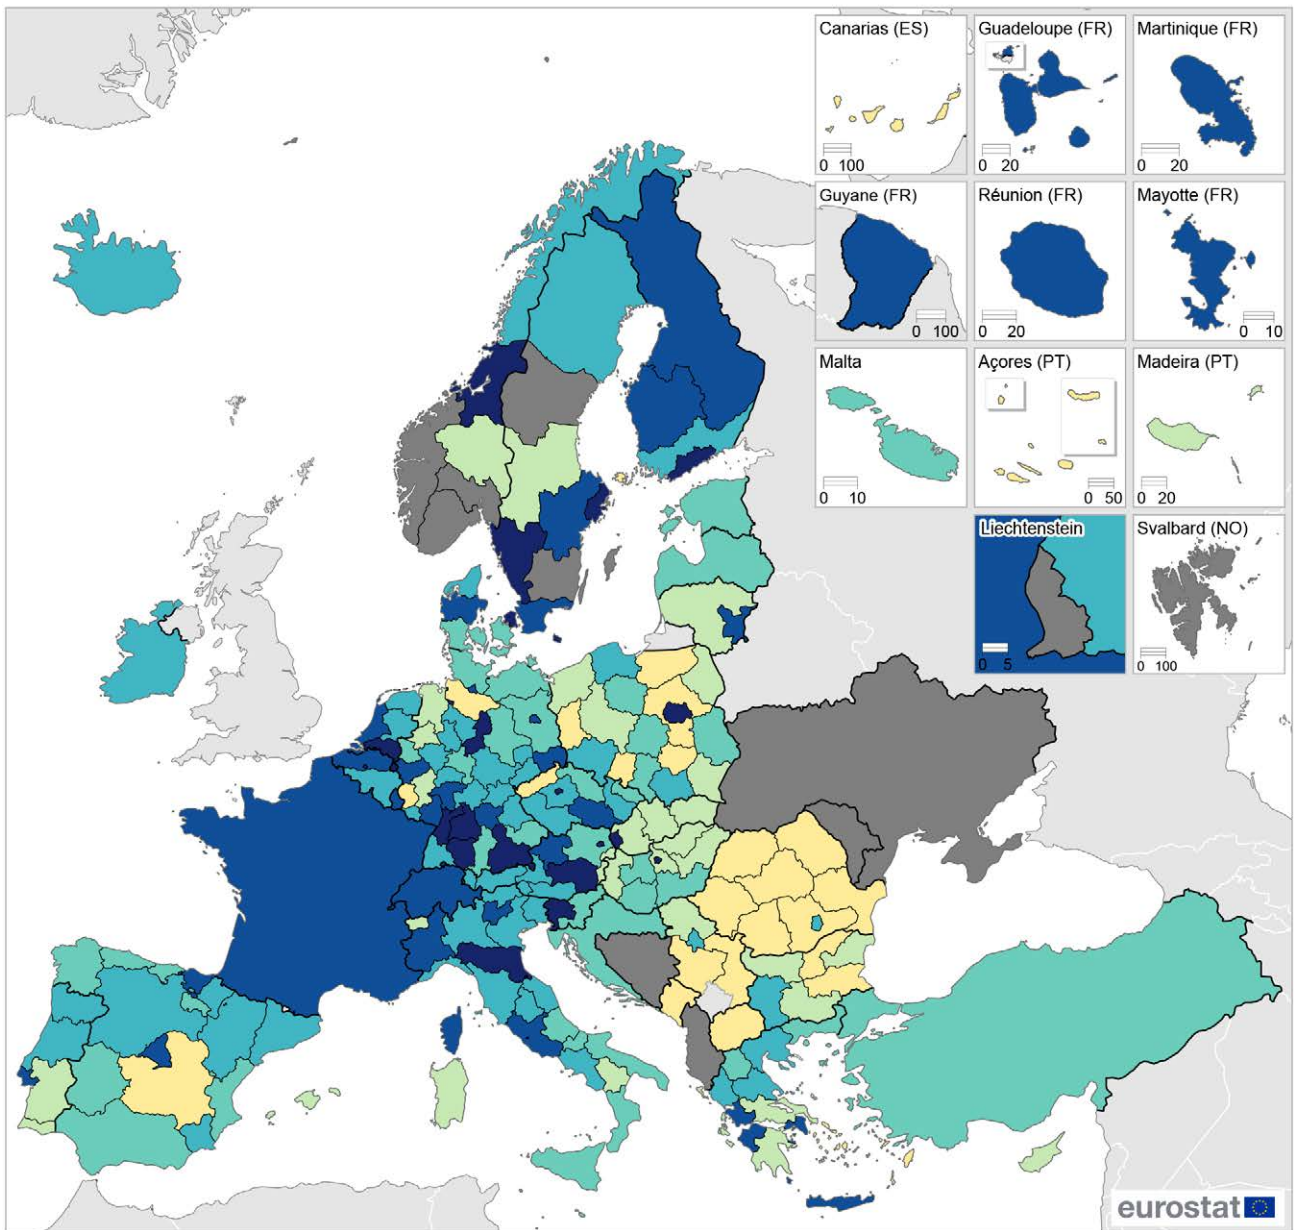 Canarias (ES)
0 100
Guadeloupe (FR)
0 20
Martinique (FR)
0 20
Guyane (FR)
0 100
Réunion (FR)
0 20
Mayotte (FR)
0 10
Malta
0 10
Açores (PT)
0 50
Madeira (PT)
0 20
Liechtenstein
0 5
Svalbard (NO)
0 100
eurostat